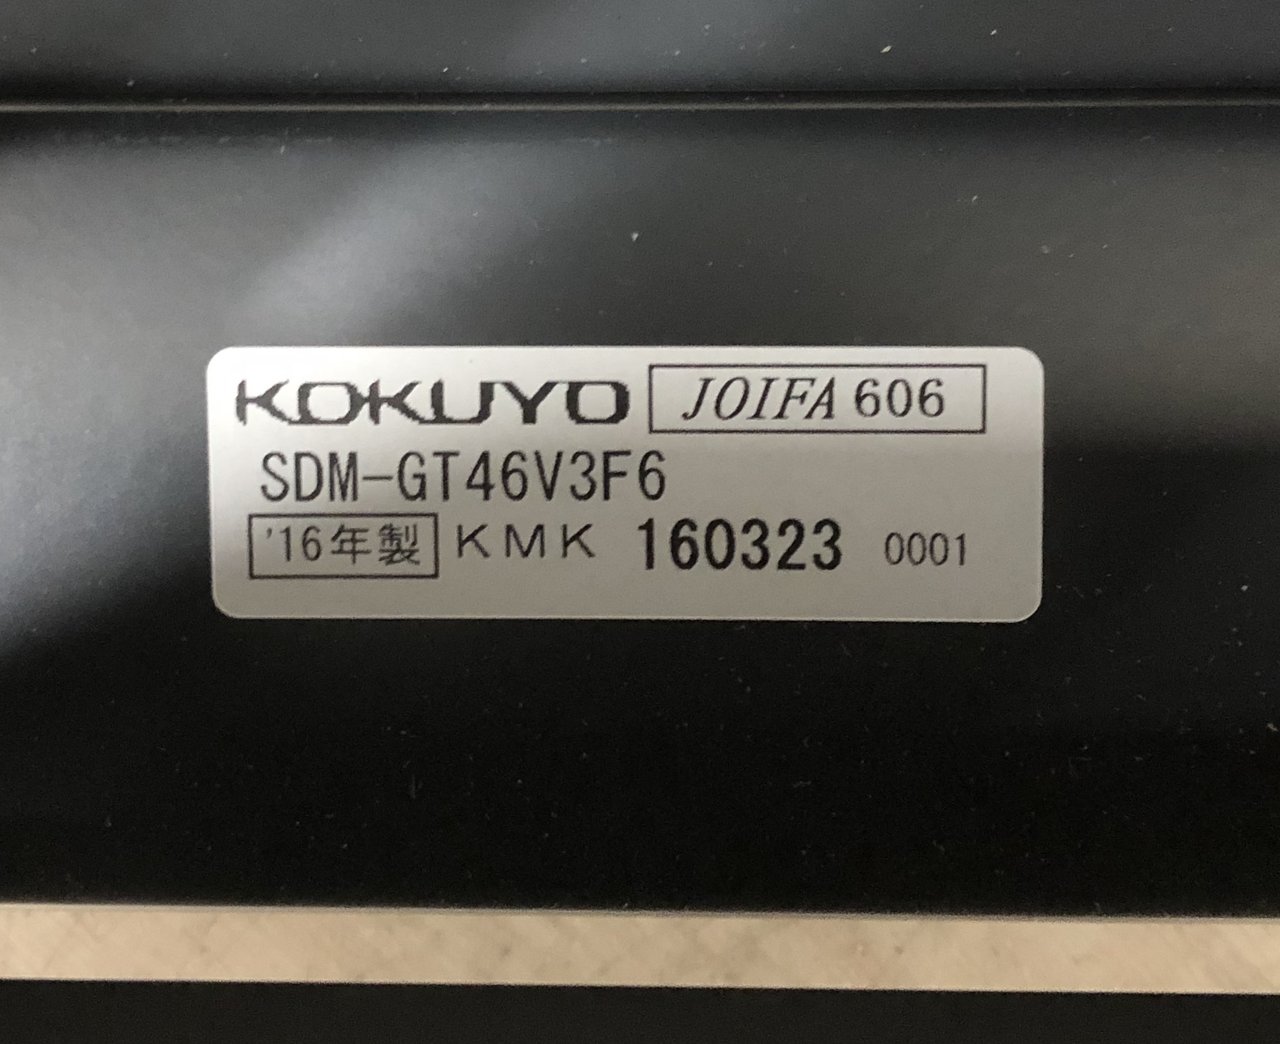 KOKUYO JOIFA 606
SDM-GT46V3F6
'16年製 KMK 160323 0001